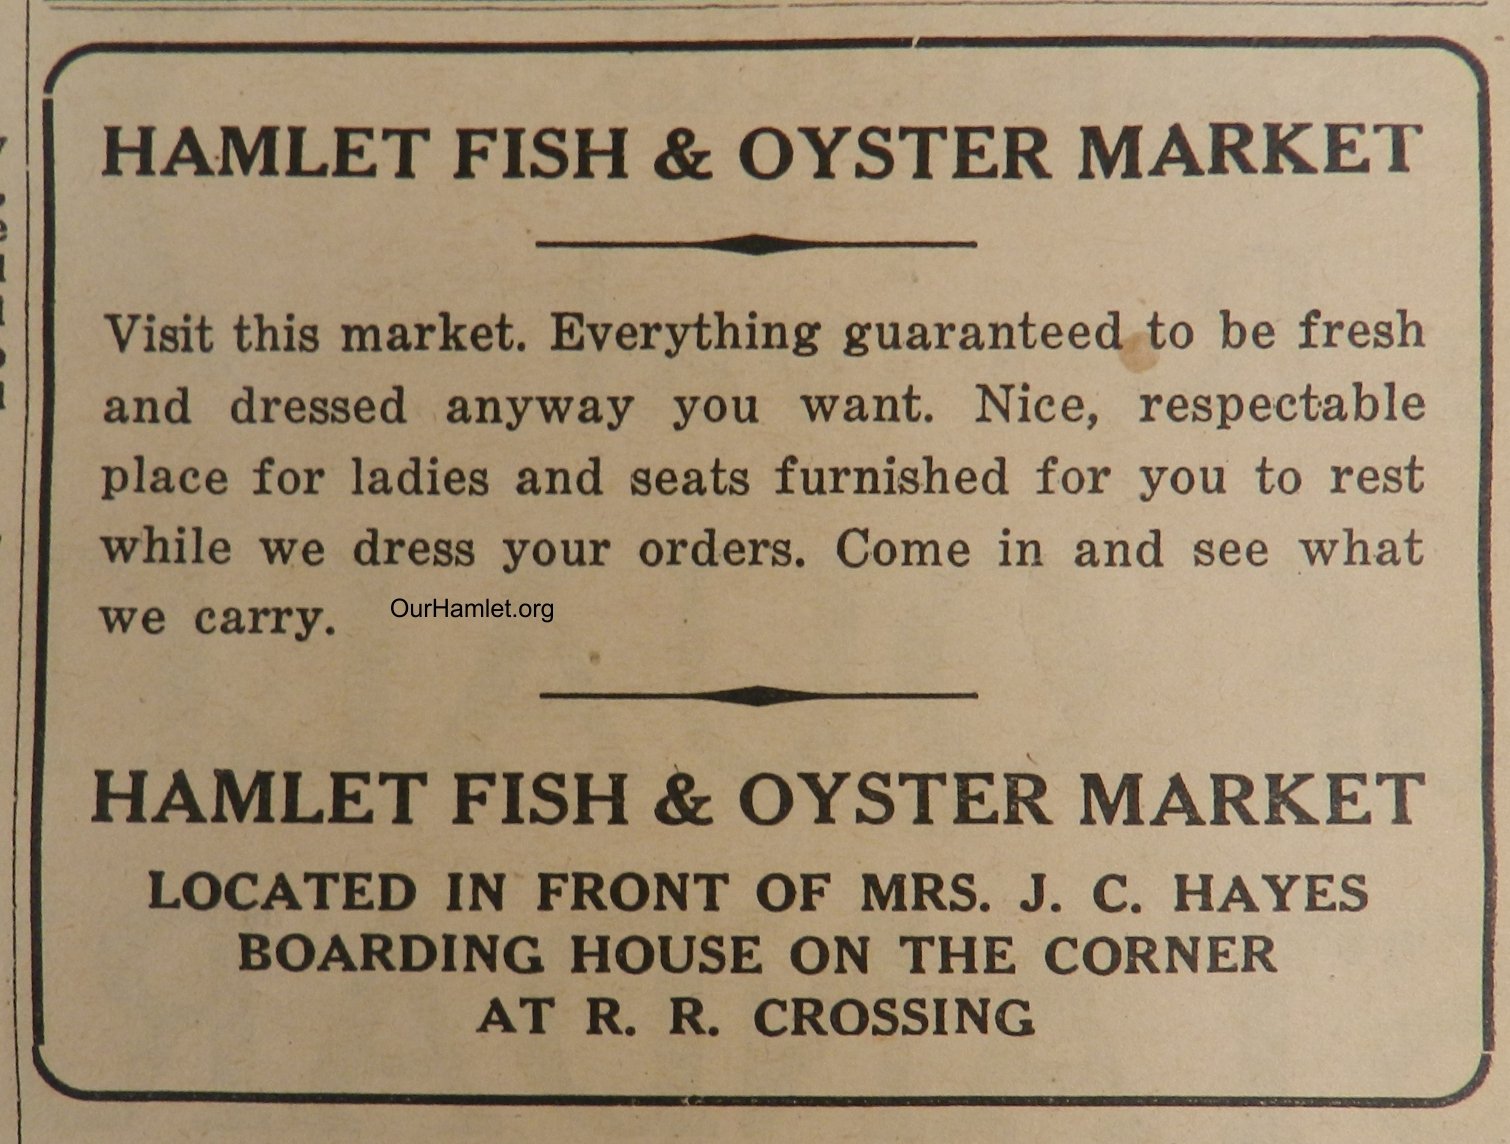 HAMLET FISH & OYSTER MARKET
Visit this market. Everything guaranteed to be fresh
and dressed anyway you want. Nice, respectable
place for ladies and seats furnished for you to rest
while we dress your orders. Come in and see what
we carry.
OurHamlet.org
HAMLET FISH & OYSTER MARKET
LOCATED IN FRONT OF MRS. J. C. HAYES
BOARDING HOUSE ON THE CORNER
AT R. R. CROSSING